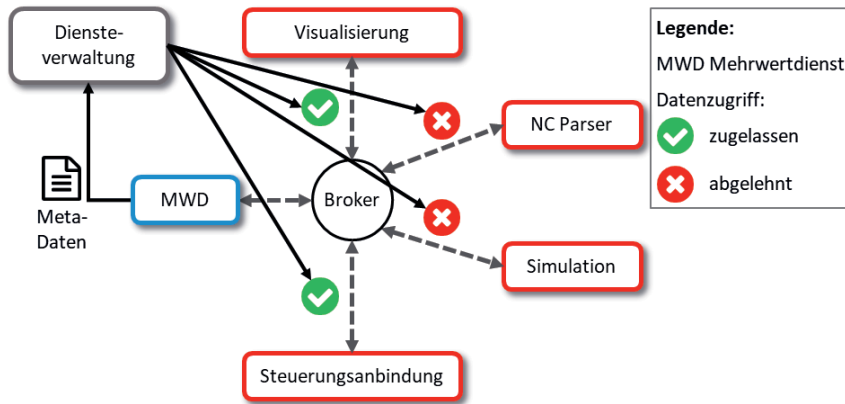 Dienste-
verwaltung
Visualisierung
Legende:
MWD Mehrwertdienst
Datenzugriff:
zugelassen
abgelehnt
NC Parser
Meta-
Daten
MWD
Broker
Simulation
Steuerungsanbindung